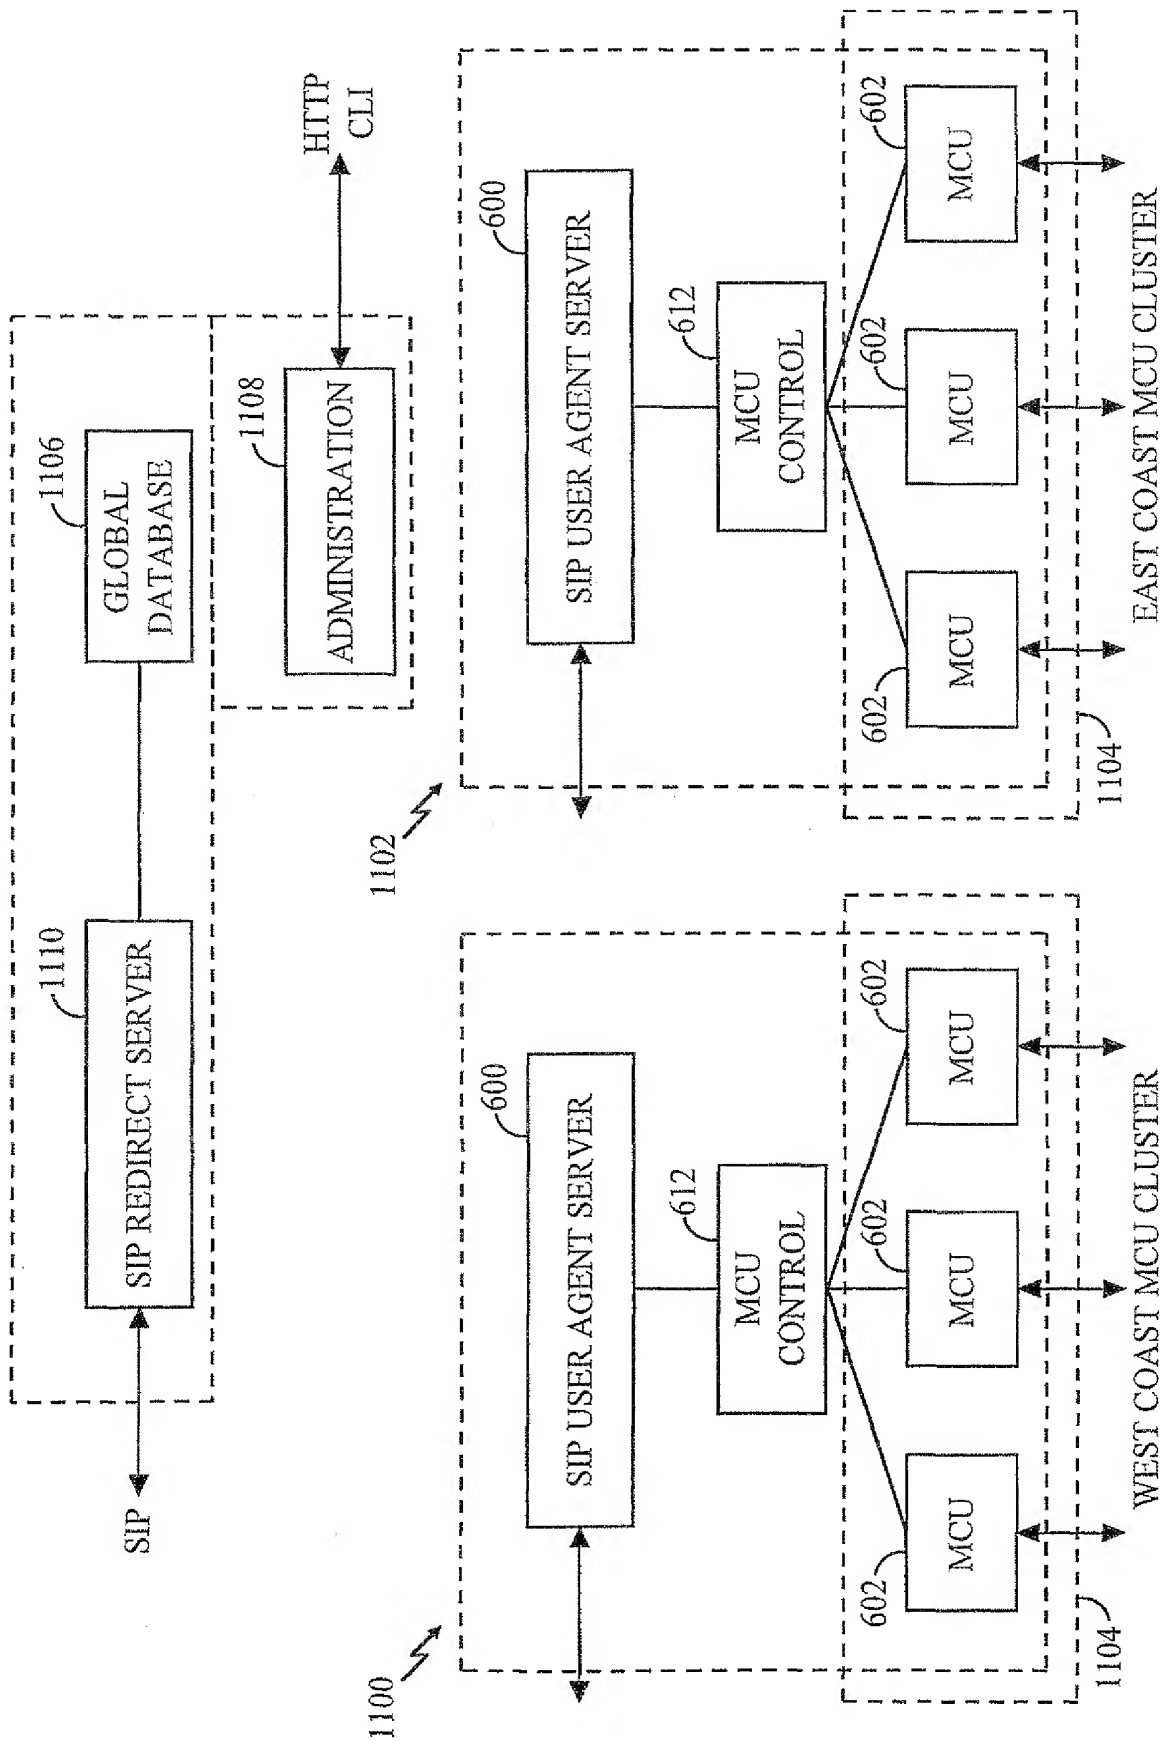 SIP
1110
SIP REDIRECT SERVER
1106
GLOBAL
DATABASE
1108
ADMINISTRATION
HTTP
CLI
1100
600
SIP USER AGENT SERVER
612
MCU
CONTROL
602
MCU
602
MCU
602
MCU
1104
WEST COAST MCU CLUSTER
1102
600
SIP USER AGENT SERVER
612
MCU
CONTROL
602
MCU
602
MCU
602
MCU
1104
EAST COAST MCU CLUSTER